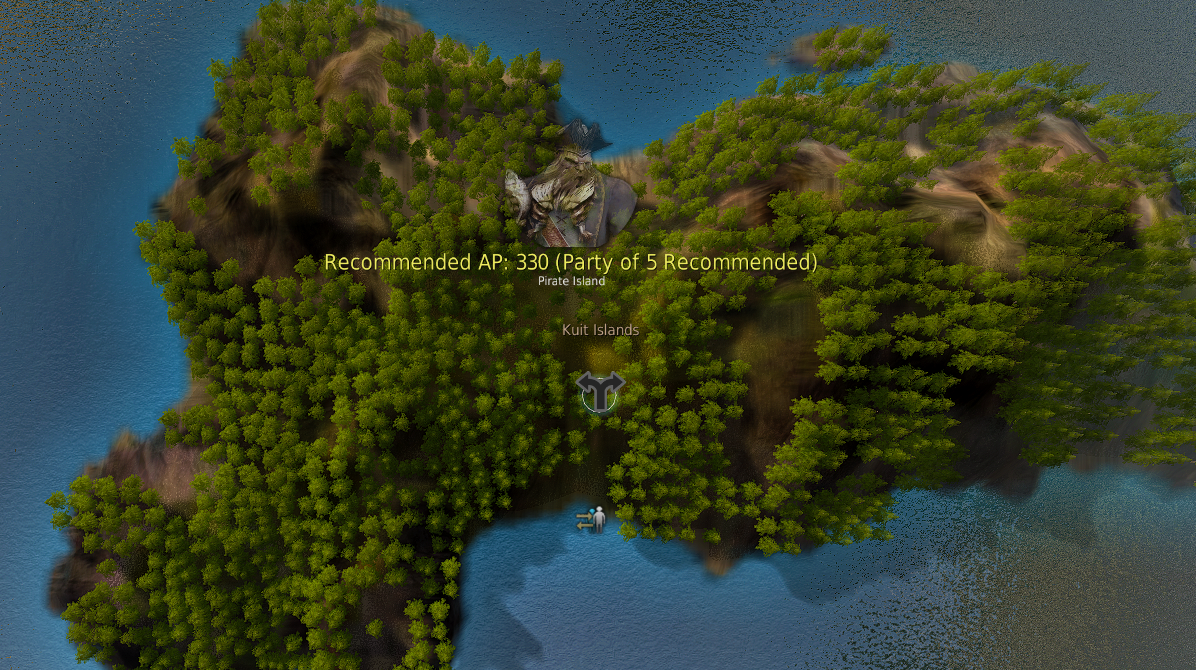 Recommended AP: 330 (Party of 5 Recommended)
Pirate Island
Kuit Islands